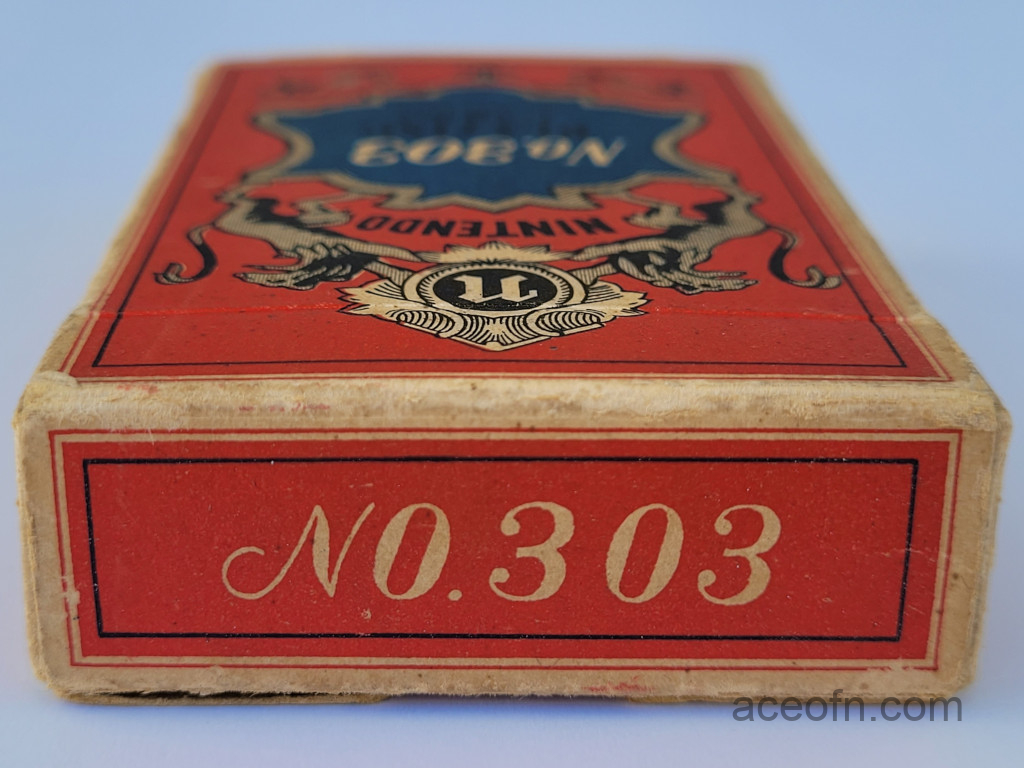 No. 303
NINTENDO
n
NO. 303
aceofn.com